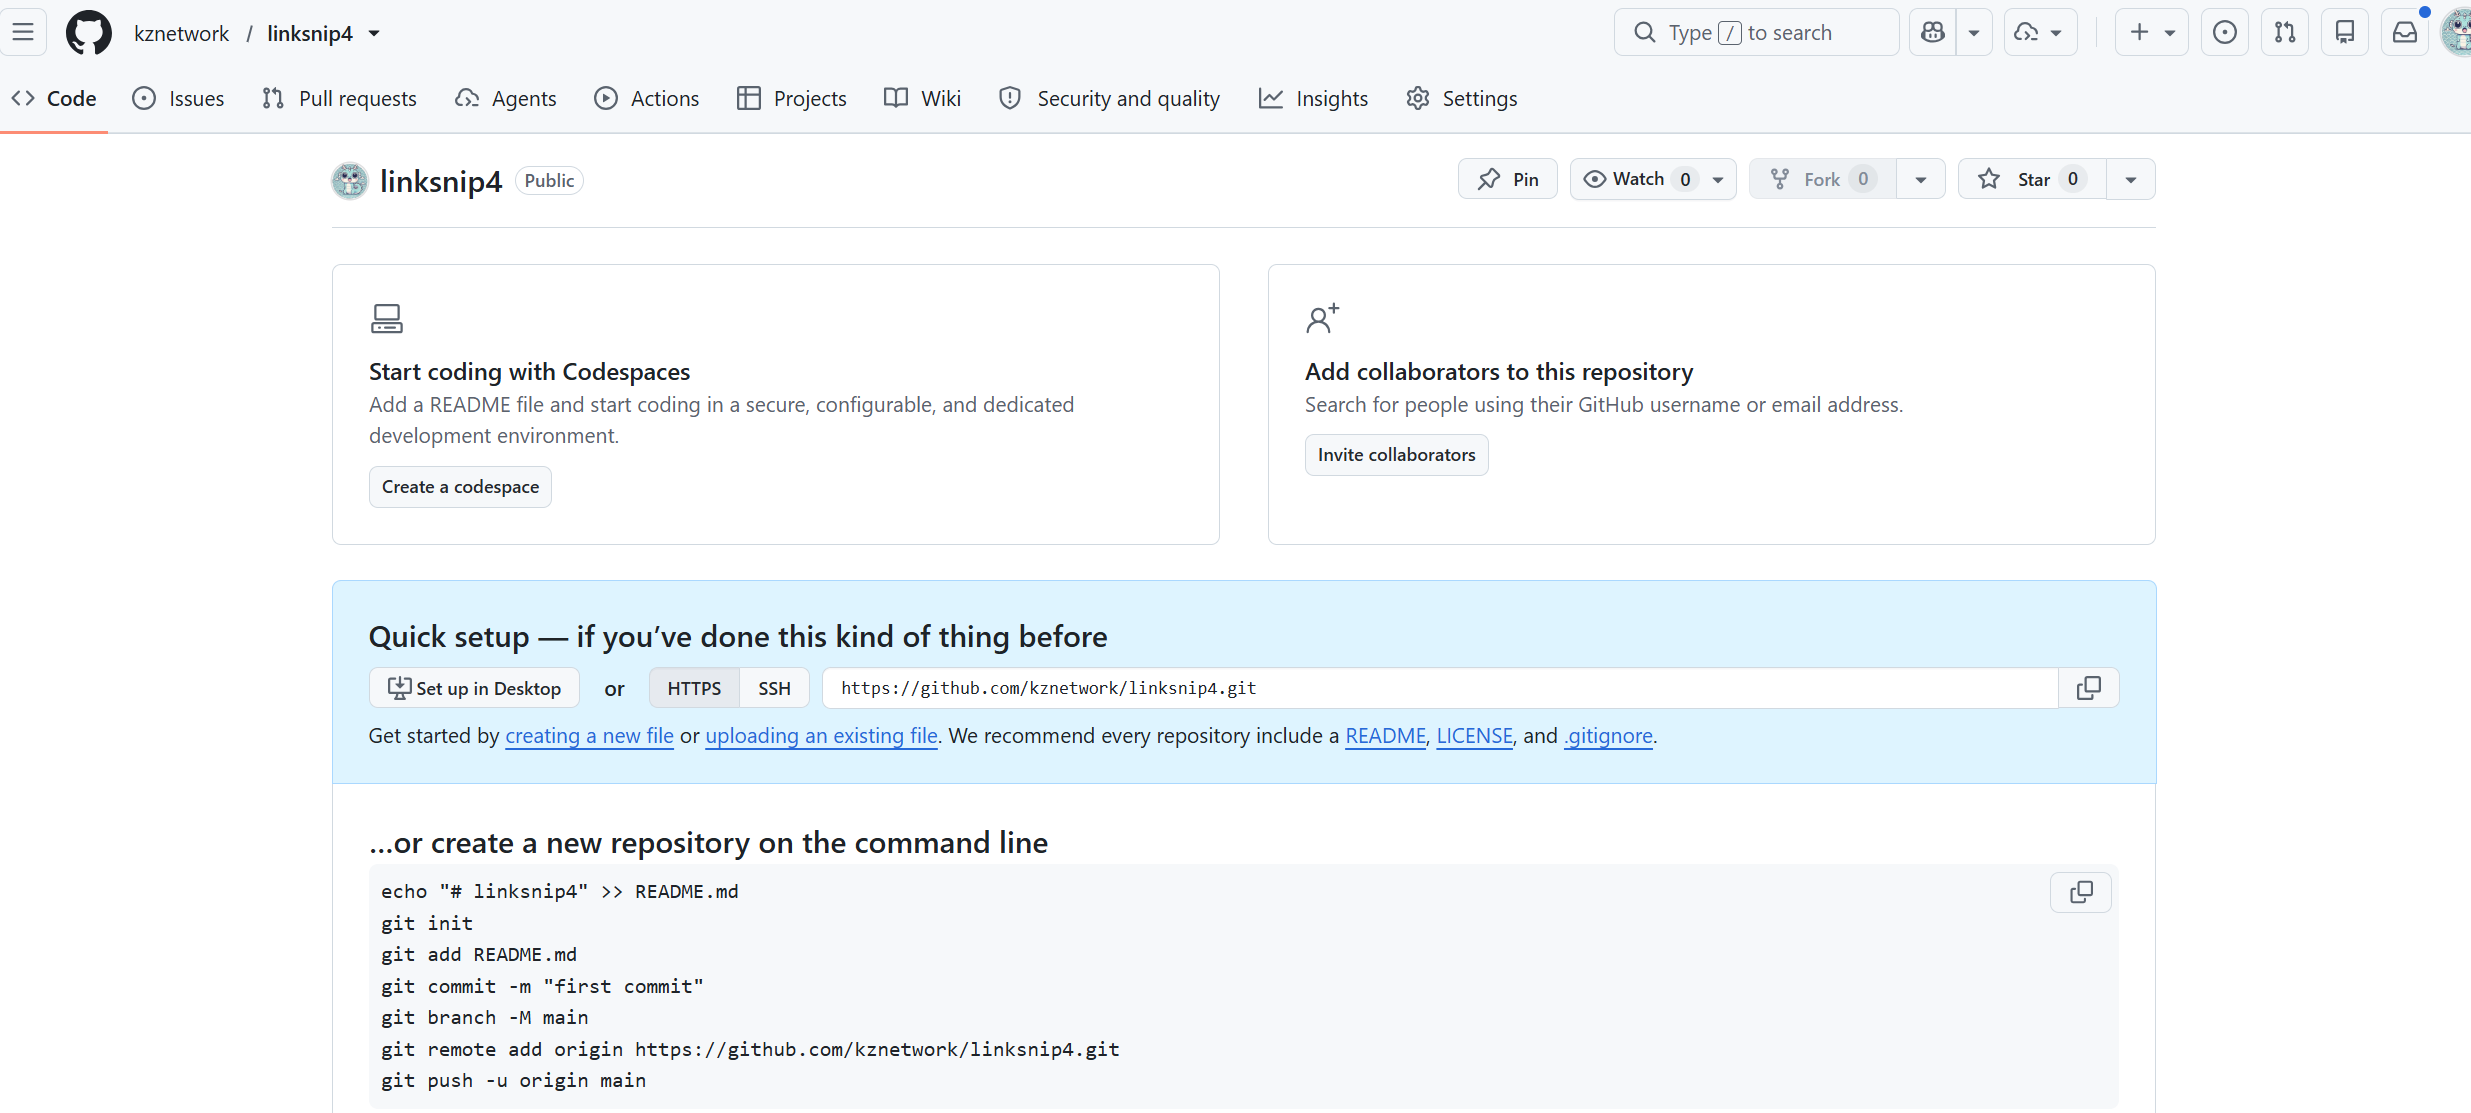 kznetwork / linksnip4
Type / to search
Code
Issues
Pull requests
Agents
Actions
Projects
Wiki
Security and quality
Insights
Settings
linksnip4 Public
Pin
Watch 0
Fork 0
Star 0
Start coding with Codespaces
Add a README file and start coding in a secure, configurable, and dedicated
development environment.
Create a codespace
Add collaborators to this repository
Search for people using their GitHub username or email address.
Invite collaborators
Quick setup — if you’ve done this kind of thing before
Set up in Desktop or HTTPS SSH https://github.com/kznetwork/linksnip4.git
Get started by creating a new file or uploading an existing file. We recommend every repository include a README, LICENSE, and .gitignore.
…or create a new repository on the command line
echo "# linksnip4" >> README.md
git init
git add README.md
git commit -m "first commit"
git branch -M main
git remote add origin https://github.com/kznetwork/linksnip4.git
git push -u origin main